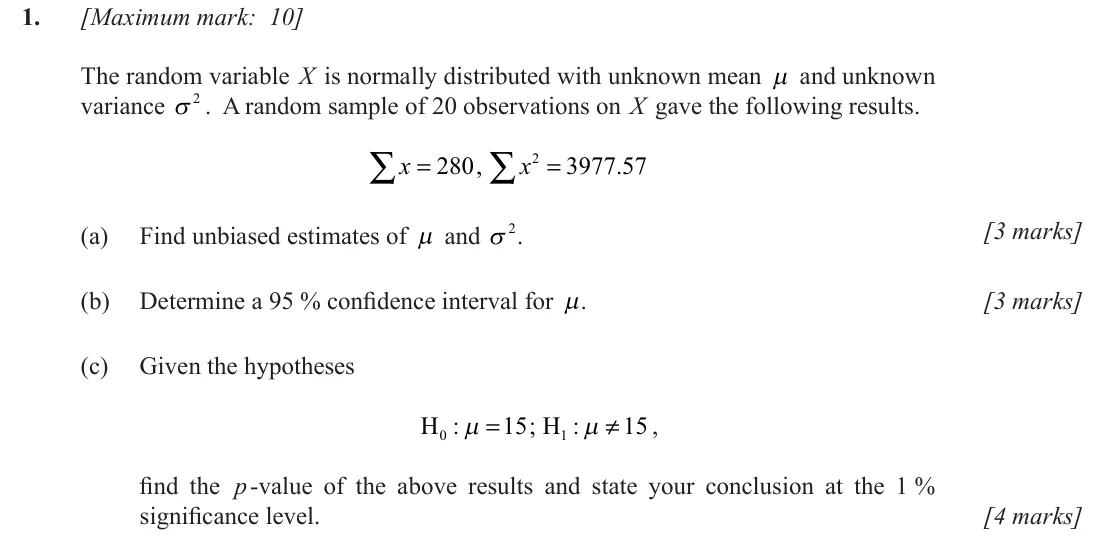 1. [Maximum mark: 10]
The random variable X is normally distributed with unknown mean μ and unknown
variance σ². A random sample of 20 observations on X gave the following results.
∑x = 280, ∑x² = 3977.57
(a) Find unbiased estimates of μ and σ². [3 marks]
(b) Determine a 95 % confidence interval for μ. [3 marks]
(c) Given the hypotheses
H₀ : μ = 15; H₁ : μ ≠ 15,
find the p-value of the above results and state your conclusion at the 1 %
significance level. [4 marks]